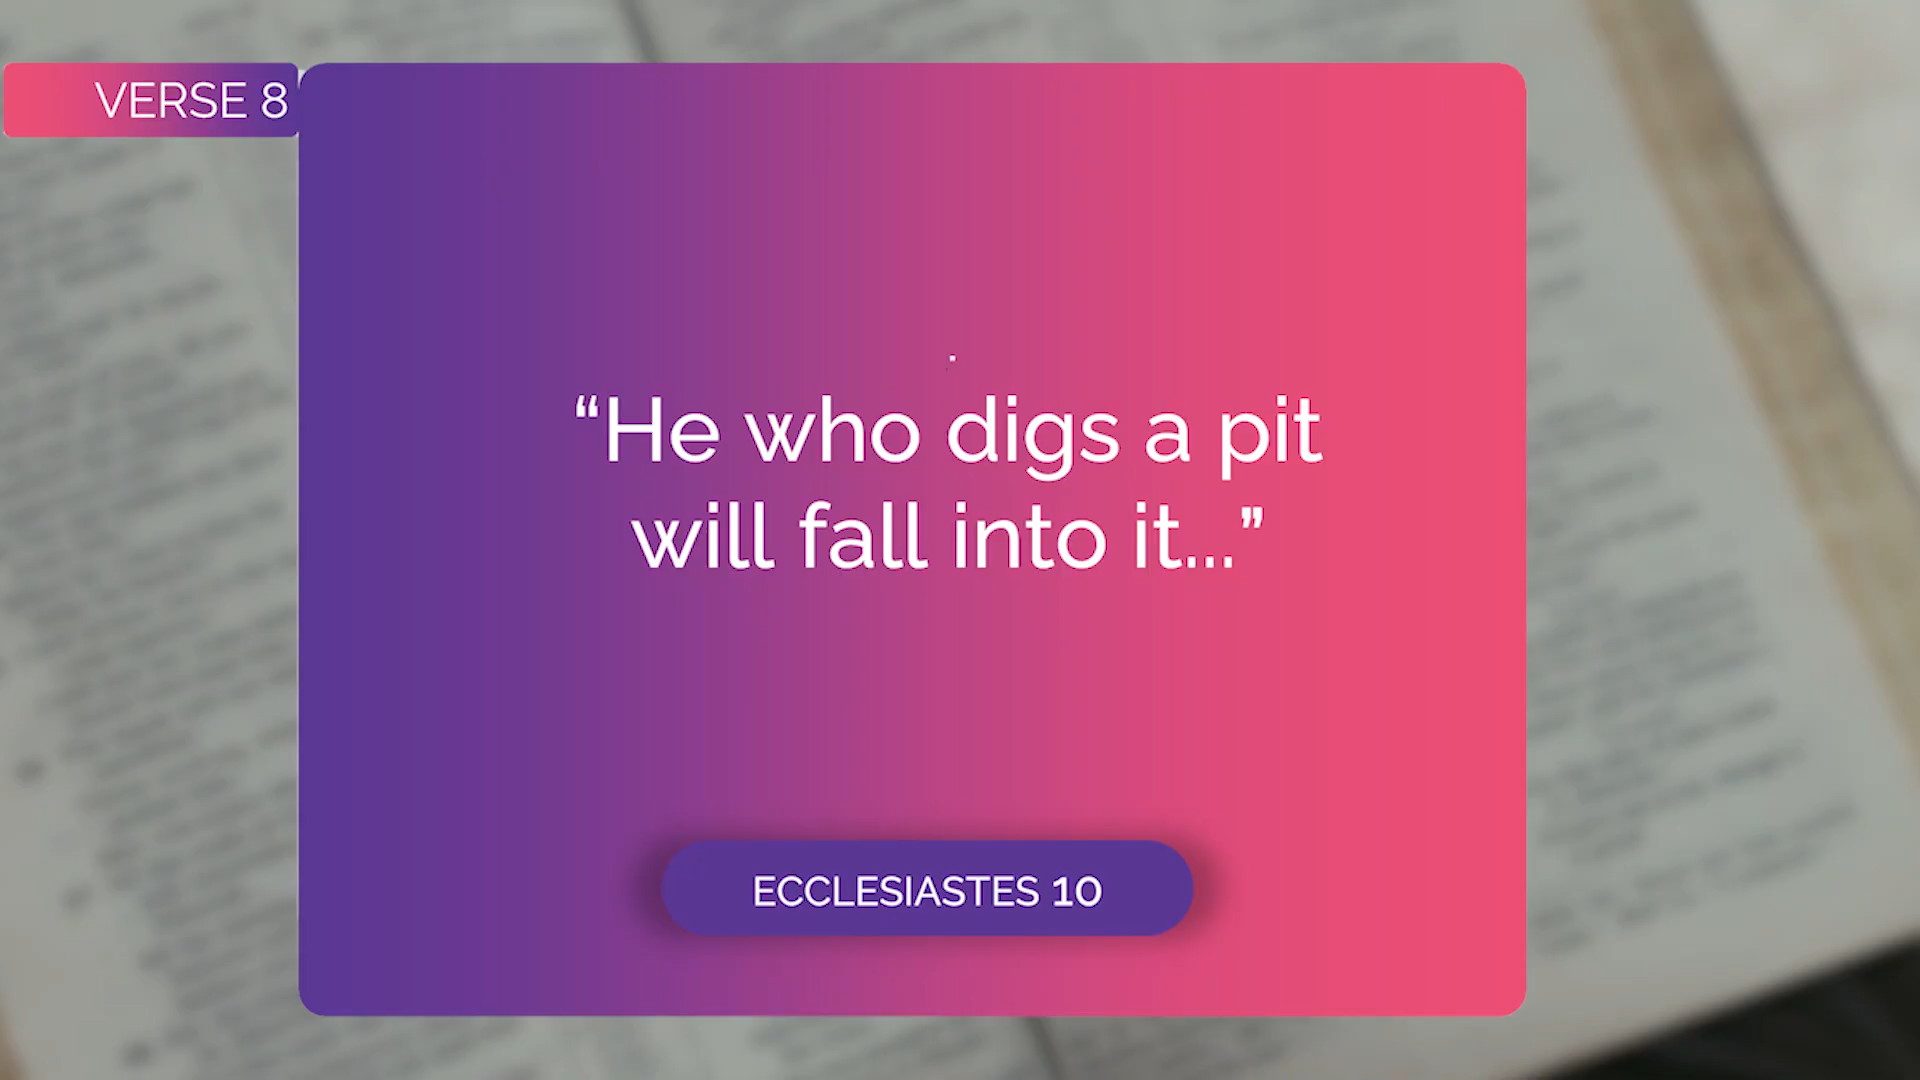 VERSE 8
“He who digs a pit
will fall into it...”
ECCLESIASTES 10